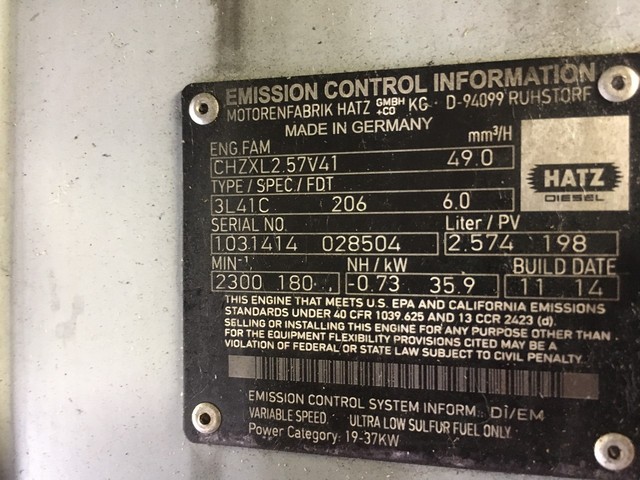 EMISSION CONTROL INFORMATION
MOTORENFABRIK HATZ GMBH +CO KG · D-94099 RUHSTORF
MADE IN GERMANY
ENG.FAM mm³/H
CHZXL2.57V41 49.0
HATZ
DIESEL
TYPE / SPEC / FDT
3L41C 206 6.0
SERIAL NO. Liter / PV
1031414 028504 2.574 198
MIN-1 NH / kW BUILD DATE
2300 180 -0.73 35.9 11 14
THIS ENGINE THAT MEETS U.S. EPA AND CALIFORNIA EMISSIONS
STANDARDS UNDER 40 CFR 1039.625 AND 13 CCR 2423 (d).
SELLING OR INSTALLING THIS ENGINE FOR ANY PURPOSE OTHER THAN
FOR THE EQUIPMENT FLEXIBILITY PROVISIONS CITED MAY BE A
VIOLATION OF FEDERAL OR STATE LAW SUBJECT TO CIVIL PENALTY.
EMISSION CONTROL SYSTEM INFORM.: DI/EM
VARIABLE SPEED. ULTRA LOW SULFUR FUEL ONLY.
Power Category: 19-37KW